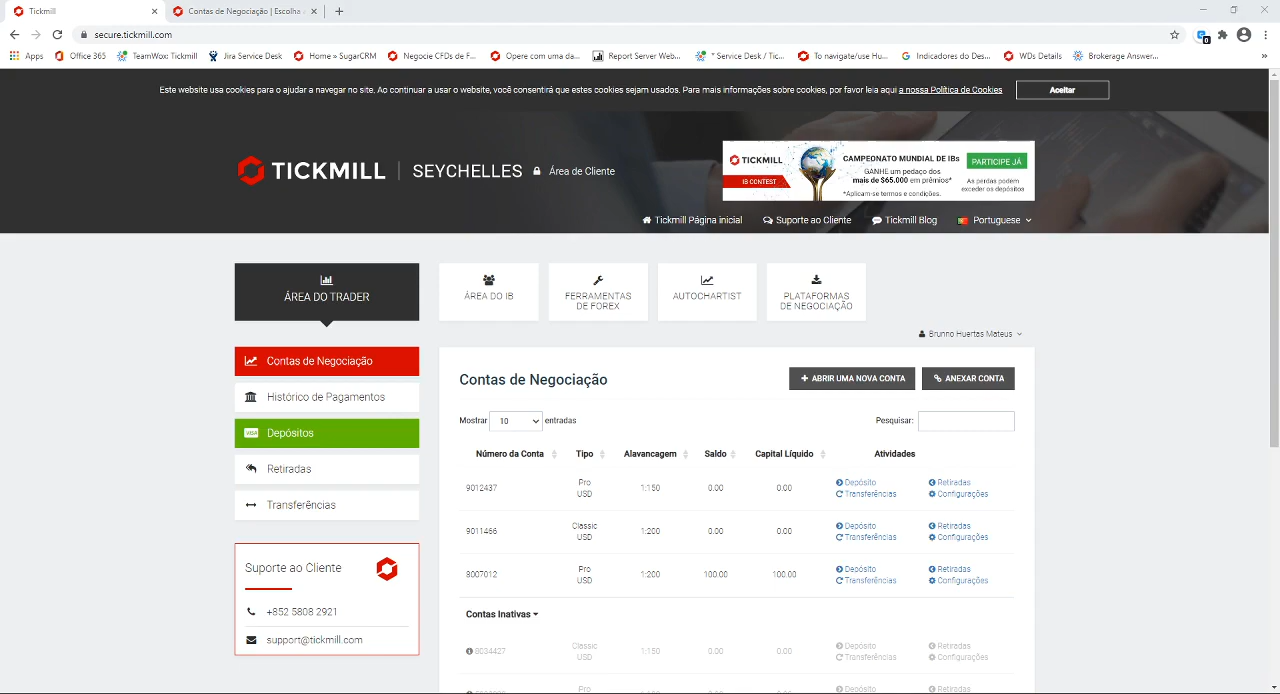 Tickmill
Contas de Negociação | Escolha
secure.tickmill.com
Apps
Office 365
TeamWox: Tickmill
Jira Service Desk
Home » SugarCRM
Negocie CFDs de F...
Opere com uma da...
Report Server Web...
* Service Desk / Tic...
To navigate/use Hu...
Indicadores do Des...
WDs Details
Brokerage Answer...
»
Este website usa cookies para o ajudar a navegar no site. Ao continuar a usar o website, você consentirá que estes cookies sejam usados. Para mais informações sobre cookies, por favor leia aqui a nossa Política de Cookies
Aceitar
TICKMILL | SEYCHELLES Área de Cliente
TICKMILL
IB CONTEST
CAMPEONATO MUNDIAL DE IBs
GANHE um pedaço dos
mais de $65.000 em prêmios*
*Aplicam-se termos e condições.
PARTICIPE JÁ
As perdas podem
exceder os depósitos
Tickmill Página inicial
Suporte ao Cliente
Tickmill Blog
Portuguese
ÁREA DO TRADER
ÁREA DO IB
FERRAMENTAS
DE FOREX
AUTOCHARTIST
PLATAFORMAS
DE NEGOCIAÇÃO
Brunno Huertas Mateus
Contas de Negociação
Histórico de Pagamentos
VISA Depósitos
Retiradas
Transferências
Suporte ao Cliente
+852 5808 2921
support@tickmill.com
Contas de Negociação
ABRIR UMA NOVA CONTA
ANEXAR CONTA
Mostrar 10 entradas
Pesquisar:
Número da Conta Tipo Alavancagem Saldo Capital Líquido Atividades
9012437 Pro USD 1:150 0.00 0.00 Depósito Retiradas
Transferências Configurações
9011466 Classic USD 1:200 0.00 0.00 Depósito Retiradas
Transferências Configurações
8007012 Pro USD 1:200 100.00 100.00 Depósito Retiradas
Transferências Configurações
Contas Inativas
8034427 Classic USD 1:150 0.00 0.00 Depósito Retiradas
Transferências Configurações
Pro Depósito Retiradas